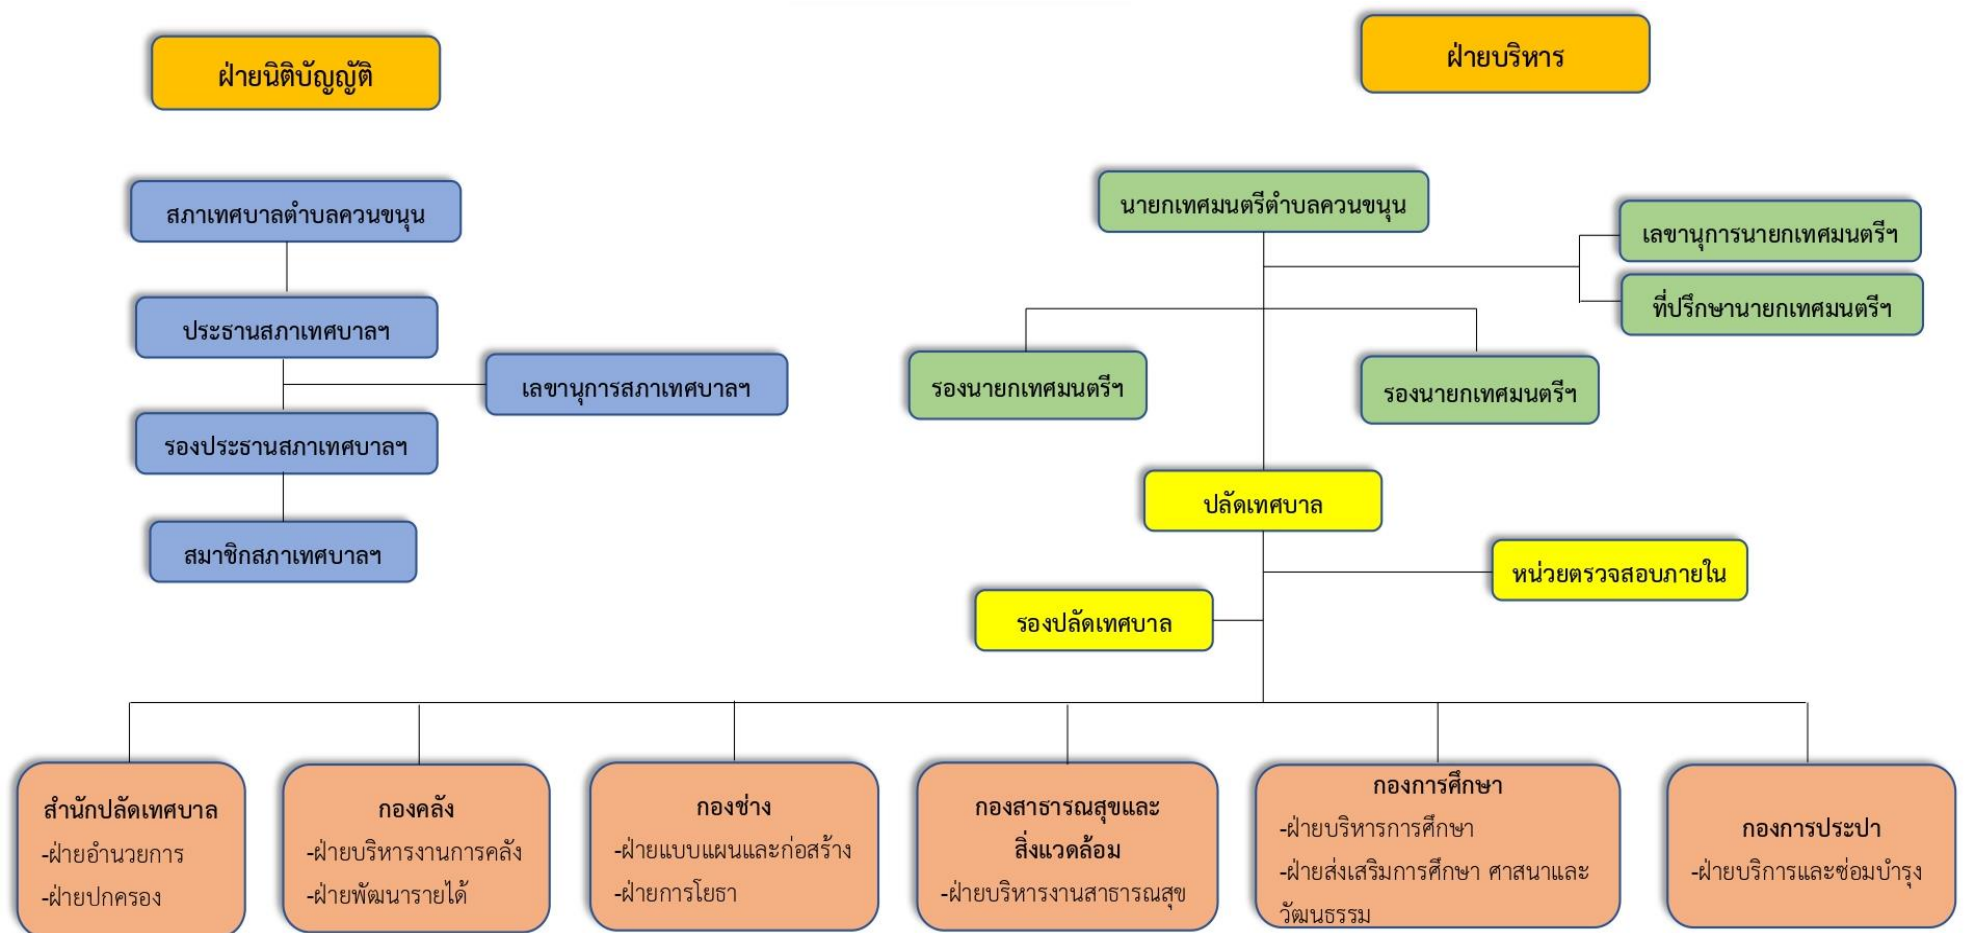 ฝ่ายนิติบัญญัติ
สภาเทศบาลตำบลควนขนุน
ประธานสภาเทศบาลฯ
เลขานุการสภาเทศบาลฯ
รองประธานสภาเทศบาลฯ
สมาชิกสภาเทศบาลฯ
ฝ่ายบริหาร
นายกเทศมนตรีตำบลควนขนุน
เลขานุการนายกเทศมนตรีฯ
ที่ปรึกษานายกเทศมนตรีฯ
รองนายกเทศมนตรีฯ
รองนายกเทศมนตรีฯ
ปลัดเทศบาล
หน่วยตรวจสอบภายใน
รองปลัดเทศบาล
สำนักปลัดเทศบาล
-ฝ่ายอำนวยการ
-ฝ่ายปกครอง
กองคลัง
-ฝ่ายบริหารงานการคลัง
-ฝ่ายพัฒนารายได้
กองช่าง
-ฝ่ายแบบแผนและก่อสร้าง
-ฝ่ายการโยธา
กองสาธารณสุขและ
สิ่งแวดล้อม
-ฝ่ายบริหารงานสาธารณสุข
กองการศึกษา
-ฝ่ายบริหารการศึกษา
-ฝ่ายส่งเสริมการศึกษา ศาสนาและ
วัฒนธรรม
กองการประปา
-ฝ่ายบริการและซ่อมบำรุง